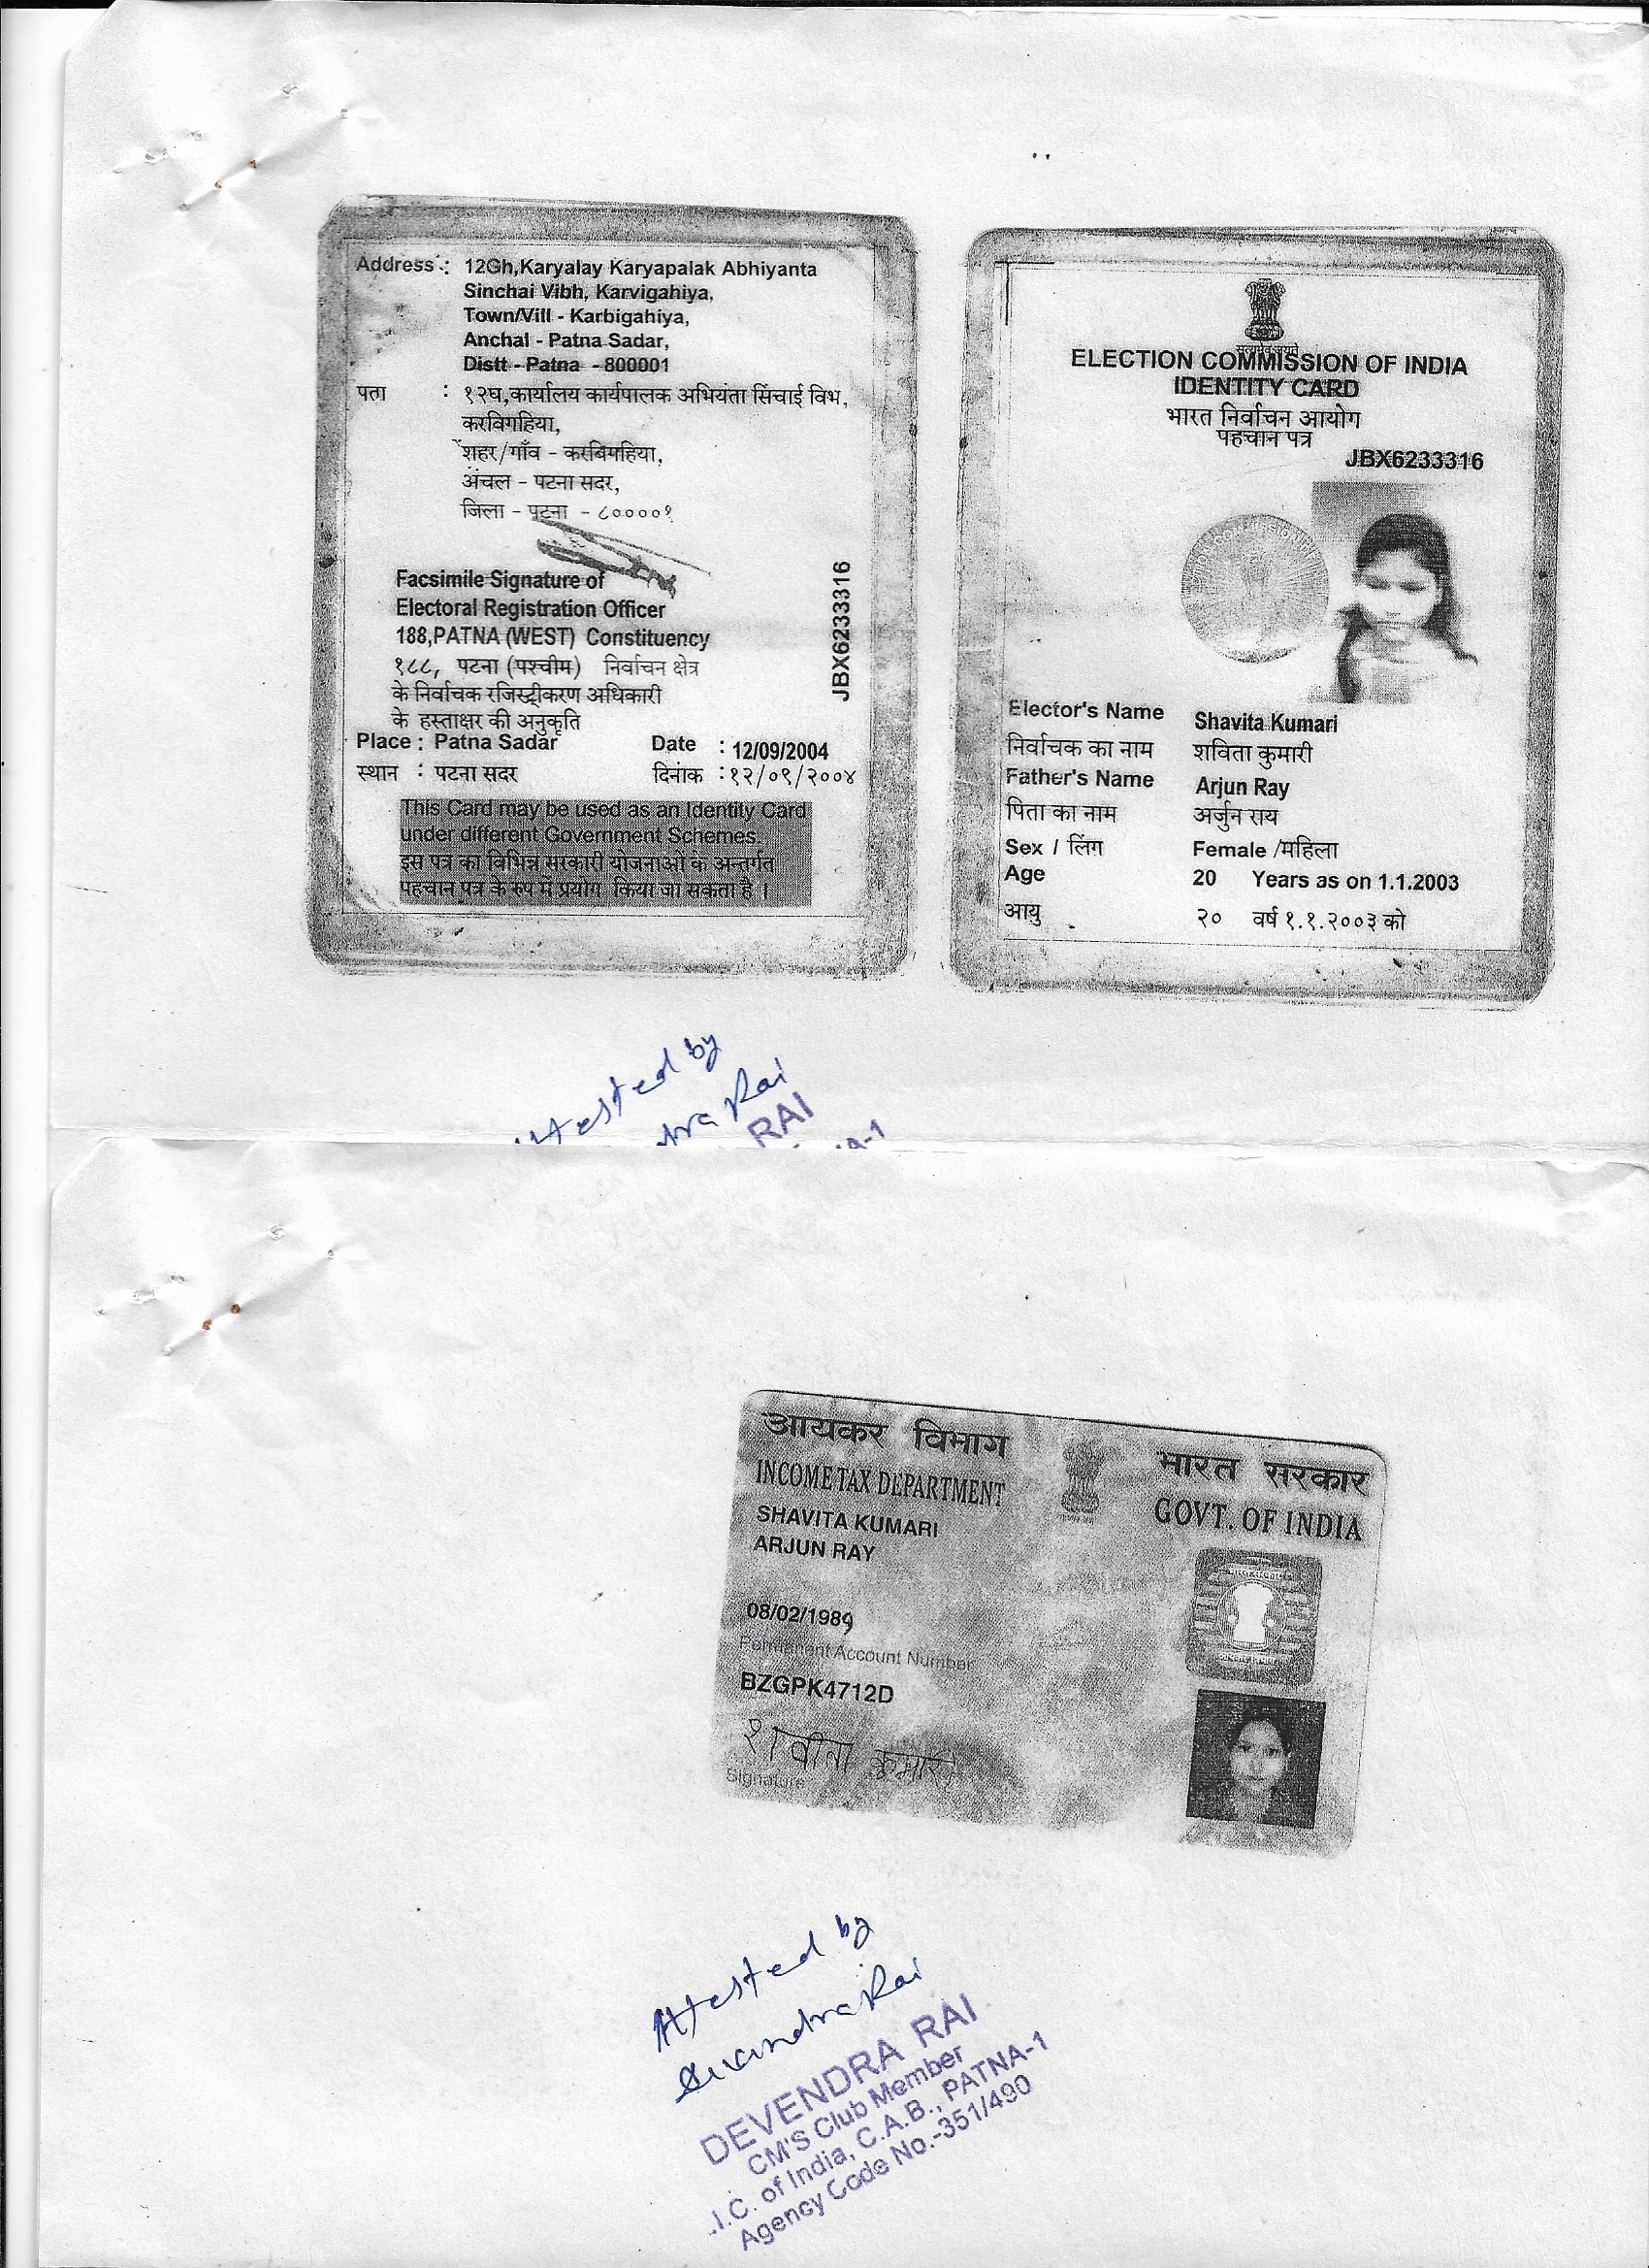 Address : 12Gh,Karyalay Karyapalak Abhiyanta
Sinchai Vibh, Karvigahiya,
Town/Vill - Karbigahiya,
Anchal - Patna Sadar,
Distt - Patna - 800001
पता : १२घ,कार्यालय कार्यपालक अभियंता सिंचाई विभ,
करविगहिया,
शहर/गाँव - करबिगहिया,
अंचल - पटना सदर,
जिला - पटना - ८००००१
Facsimile Signature of
Electoral Registration Officer
188,PATNA (WEST) Constituency
१८८, पटना (पश्चीम) निर्वाचन क्षेत्र
के निर्वाचक रजिस्ट्रीकरण अधिकारी
के हस्ताक्षर की अनुकृति
Place : Patna Sadar Date : 12/09/2004
स्थान : पटना सदर दिनांक : १२/०९/२००४
This Card may be used as an Identity Card
under different Government Schemes.
इस पत्र का विभिन्न सरकारी योजनाओं के अन्तर्गत
पहचान पत्र के रुप में प्रयोग किया जा सकता है ।
JBX6233316
सत्यमेव जयते
ELECTION COMMISSION OF INDIA
IDENTITY CARD
भारत निर्वाचन आयोग
पहचान पत्र
JBX6233316
Elector's Name Shavita Kumari
निर्वाचक का नाम शविता कुमारी
Father's Name Arjun Ray
पिता का नाम अर्जुन राय
Sex / लिंग Female /महिला
Age 20 Years as on 1.1.2003
आयु २० वर्ष १.१.२००३ को
Attested by
Rai
RAI
A-1
आयकर विभाग भारत सरकार
INCOME TAX DEPARTMENT GOVT. OF INDIA
SHAVITA KUMARI
ARJUN RAY
08/02/1989
Permanent Account Number
BZGPK4712D
शवीता कुमारी
Signature
Attested by
DEVENDRA RAI
CM'S Club Member
.I.C. of India, C.A.B., PATNA-1
Agency Code No.-351/490